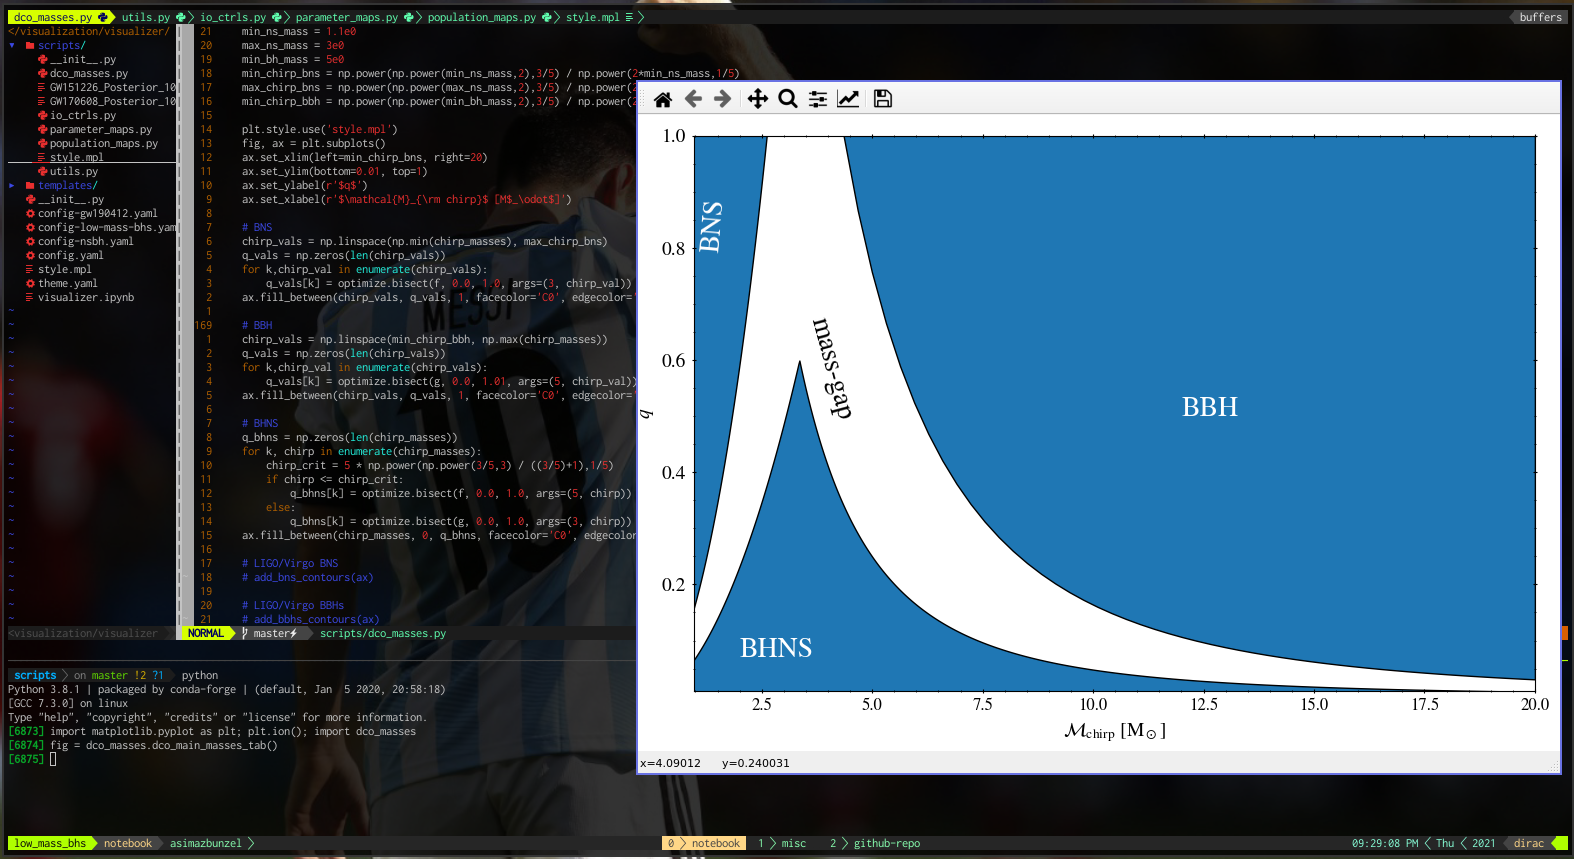 dco_masses.py utils.py io_ctrls.py parameter_maps.py population_maps.py style.mpl buffers
</visualization/visualizer/
scripts/
__init__.py
dco_masses.py
GW151226_Posterior_10
GW170608_Posterior_10
io_ctrls.py
parameter_maps.py
population_maps.py
style.mpl
utils.py
templates/
__init__.py
config-gw190412.yaml
config-low-mass-bhs.yam
config-nsbh.yaml
config.yaml
style.mpl
theme.yaml
visualizer.ipynb
<visualization/visualizer
21 min_ns_mass = 1.1e0
20 max_ns_mass = 3e0
19 min_bh_mass = 5e0
18 min_chirp_bns = np.power(np.power(min_ns_mass,2),3/5) / np.power(2*min_ns_mass,1/5)
17 max_chirp_bns = np.power(np.power(max_ns_mass,2),3/5) / np.power(2
16 min_chirp_bbh = np.power(np.power(min_bh_mass,2),3/5) / np.power(2
15
14 plt.style.use('style.mpl')
13 fig, ax = plt.subplots()
12 ax.set_xlim(left=min_chirp_bns, right=20)
11 ax.set_ylim(bottom=0.01, top=1)
10 ax.set_ylabel(r'$q$')
9 ax.set_xlabel(r'$\mathcal{M}_{\rm chirp}$ [M$_\odot$]')
8
7 # BNS
6 chirp_vals = np.linspace(np.min(chirp_masses), max_chirp_bns)
5 q_vals = np.zeros(len(chirp_vals))
4 for k,chirp_val in enumerate(chirp_vals):
3 q_vals[k] = optimize.bisect(f, 0.0, 1.0, args=(3, chirp_val))
2 ax.fill_between(chirp_vals, q_vals, 1, facecolor='C0', edgecolor='
1
169 # BBH
1 chirp_vals = np.linspace(min_chirp_bbh, np.max(chirp_masses))
2 q_vals = np.zeros(len(chirp_vals))
3 for k,chirp_val in enumerate(chirp_vals):
4 q_vals[k] = optimize.bisect(g, 0.0, 1.01, args=(5, chirp_val))
5 ax.fill_between(chirp_vals, q_vals, 1, facecolor='C0', edgecolor='
6
7 # BHNS
8 q_bhns = np.zeros(len(chirp_masses))
9 for k, chirp in enumerate(chirp_masses):
10 chirp_crit = 5 * np.power(np.power(3/5,3) / ((3/5)+1),1/5)
11 if chirp <= chirp_crit:
12 q_bhns[k] = optimize.bisect(f, 0.0, 1.0, args=(5, chirp))
13 else:
14 q_bhns[k] = optimize.bisect(g, 0.0, 1.0, args=(3, chirp))
15 ax.fill_between(chirp_masses, 0, q_bhns, facecolor='C0', edgecolor
16
17 # LIGO/Virgo BNS
18 # add_bns_contours(ax)
19
20 # LIGO/Virgo BBHs
21 # add_bbhs_contours(ax)
NORMAL master scripts/dco_masses.py
MESSI
10
scripts on master !2 ?1 python
Python 3.8.1 | packaged by conda-forge | (default, Jan 5 2020, 20:58:18)
[GCC 7.3.0] on linux
Type "help", "copyright", "credits" or "license" for more information.
[6873] import matplotlib.pyplot as plt; plt.ion(); import dco_masses
[6874] fig = dco_masses.dco_main_masses_tab()
[6875]
1.0
0.8
0.6
0.4
0.2
q
BNS
mass-gap
BBH
BHNS
2.5 5.0 7.5 10.0 12.5 15.0 17.5 20.0
ℳchirp [M⊙]
x=4.09012 y=0.240031
low_mass_bhs notebook asimazbunzel 0 notebook 1 misc 2 github-repo 09:29:08 PM Thu 2021 dirac